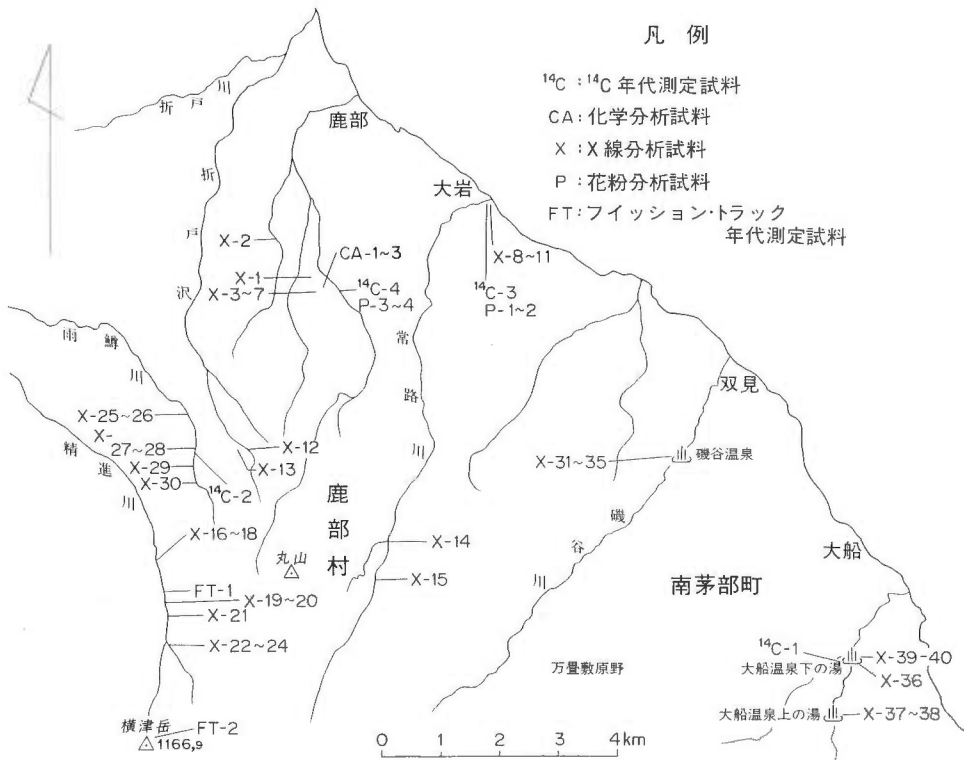 凡例
¹⁴C：¹⁴C年代測定試料
CA：化学分析試料
X：X線分析試料
P：花粉分析試料
FT：フイッション・トラック
年代測定試料
折戸川
鹿部
大岩
折戸沢
X-2
CA-1~3
X-1
X-3~7
¹⁴C-4
P-3~4
X-8~11
¹⁴C-3
P-1~2
常路川
雨鱒川
精進川
双見
X-25~26
X-
27~28
X-29
X-30
¹⁴C-2
X-12
X-13
X-31~35
磯谷温泉
鹿部村
磯谷川
X-16~18
丸山
X-14
X-15
大船
FT-1
X-19~20
X-21
X-22~24
南茅部町
¹⁴C-1
大船温泉下の湯
X-39-40
X-36
万畳敷原野
大船温泉上の湯
X-37~38
横津岳
FT-2
1166,9
0 1 2 3 4km